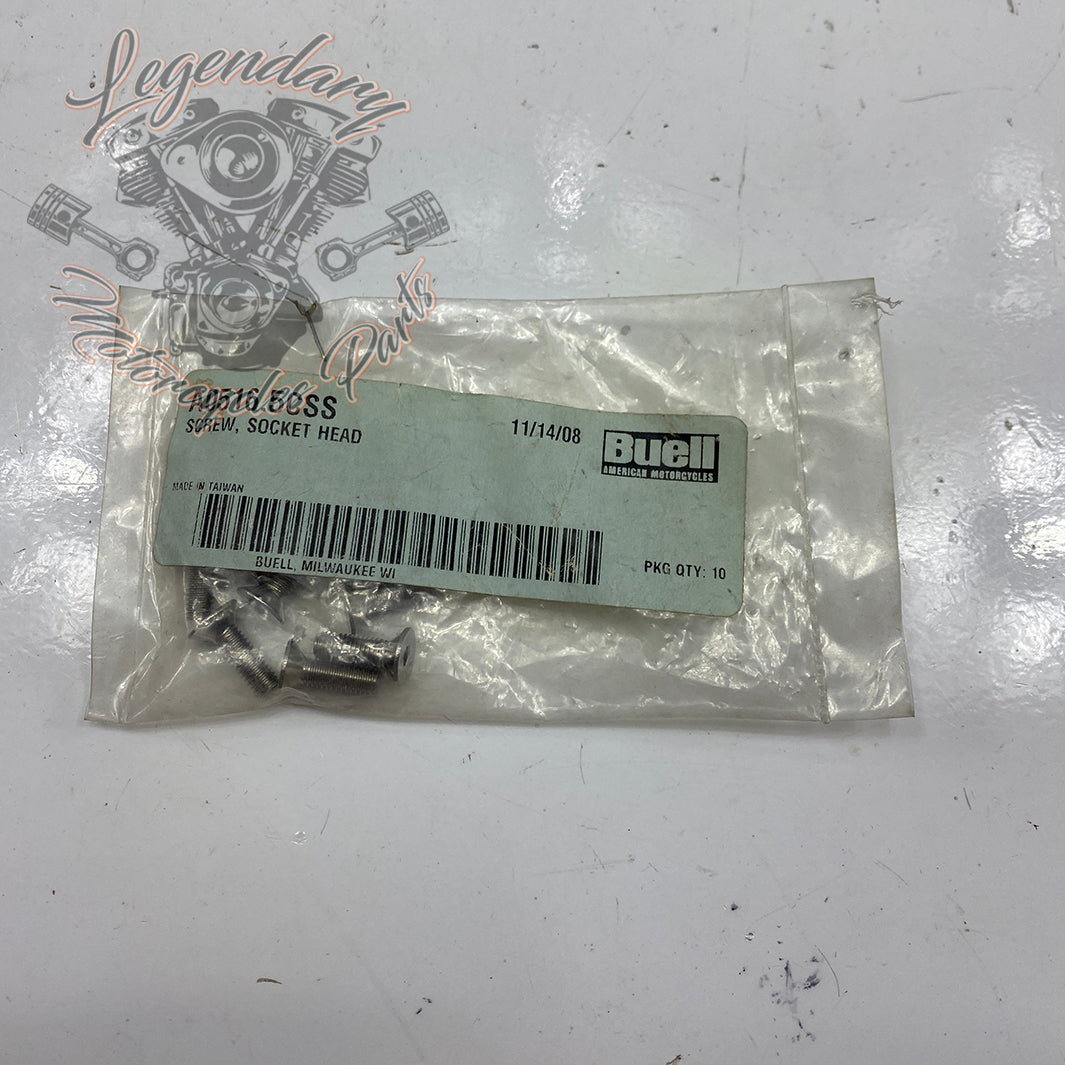 Legendary
Motorcycles Parts
A0516.5CSS
SCREW, SOCKET HEAD
11/14/08
Buell
AMERICAN MOTORCYCLES
MADE IN TAIWAN
BUELL, MILWAUKEE WI
PKG QTY: 10